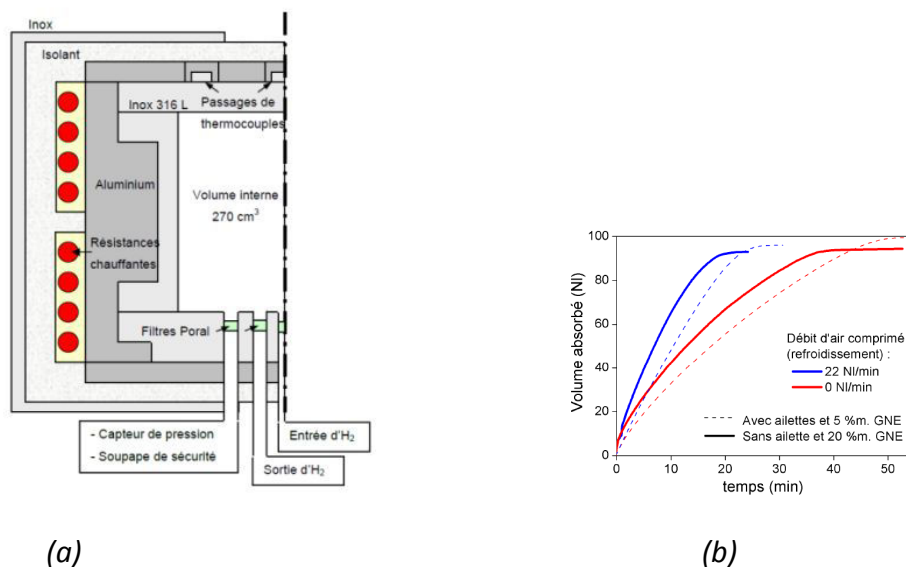 Inox
Isolant
Inox 316 L
Passages de
thermocouples
Aluminium
Volume interne
270 cm³
Résistances
chauffantes
Filtres Poral
- Capteur de pression
- Soupape de sécurité
Entrée d'H₂
Sortie d'H₂
(a)
Volume absorbé (Nl)
100
80
60
40
20
0
0
10
20
30
40
50
temps (min)
Débit d'air comprimé
(refroidissement) :
22 Nl/min
0 Nl/min
Avec ailettes et 5 %m. GNE
Sans ailette et 20 %m. GNE
(b)